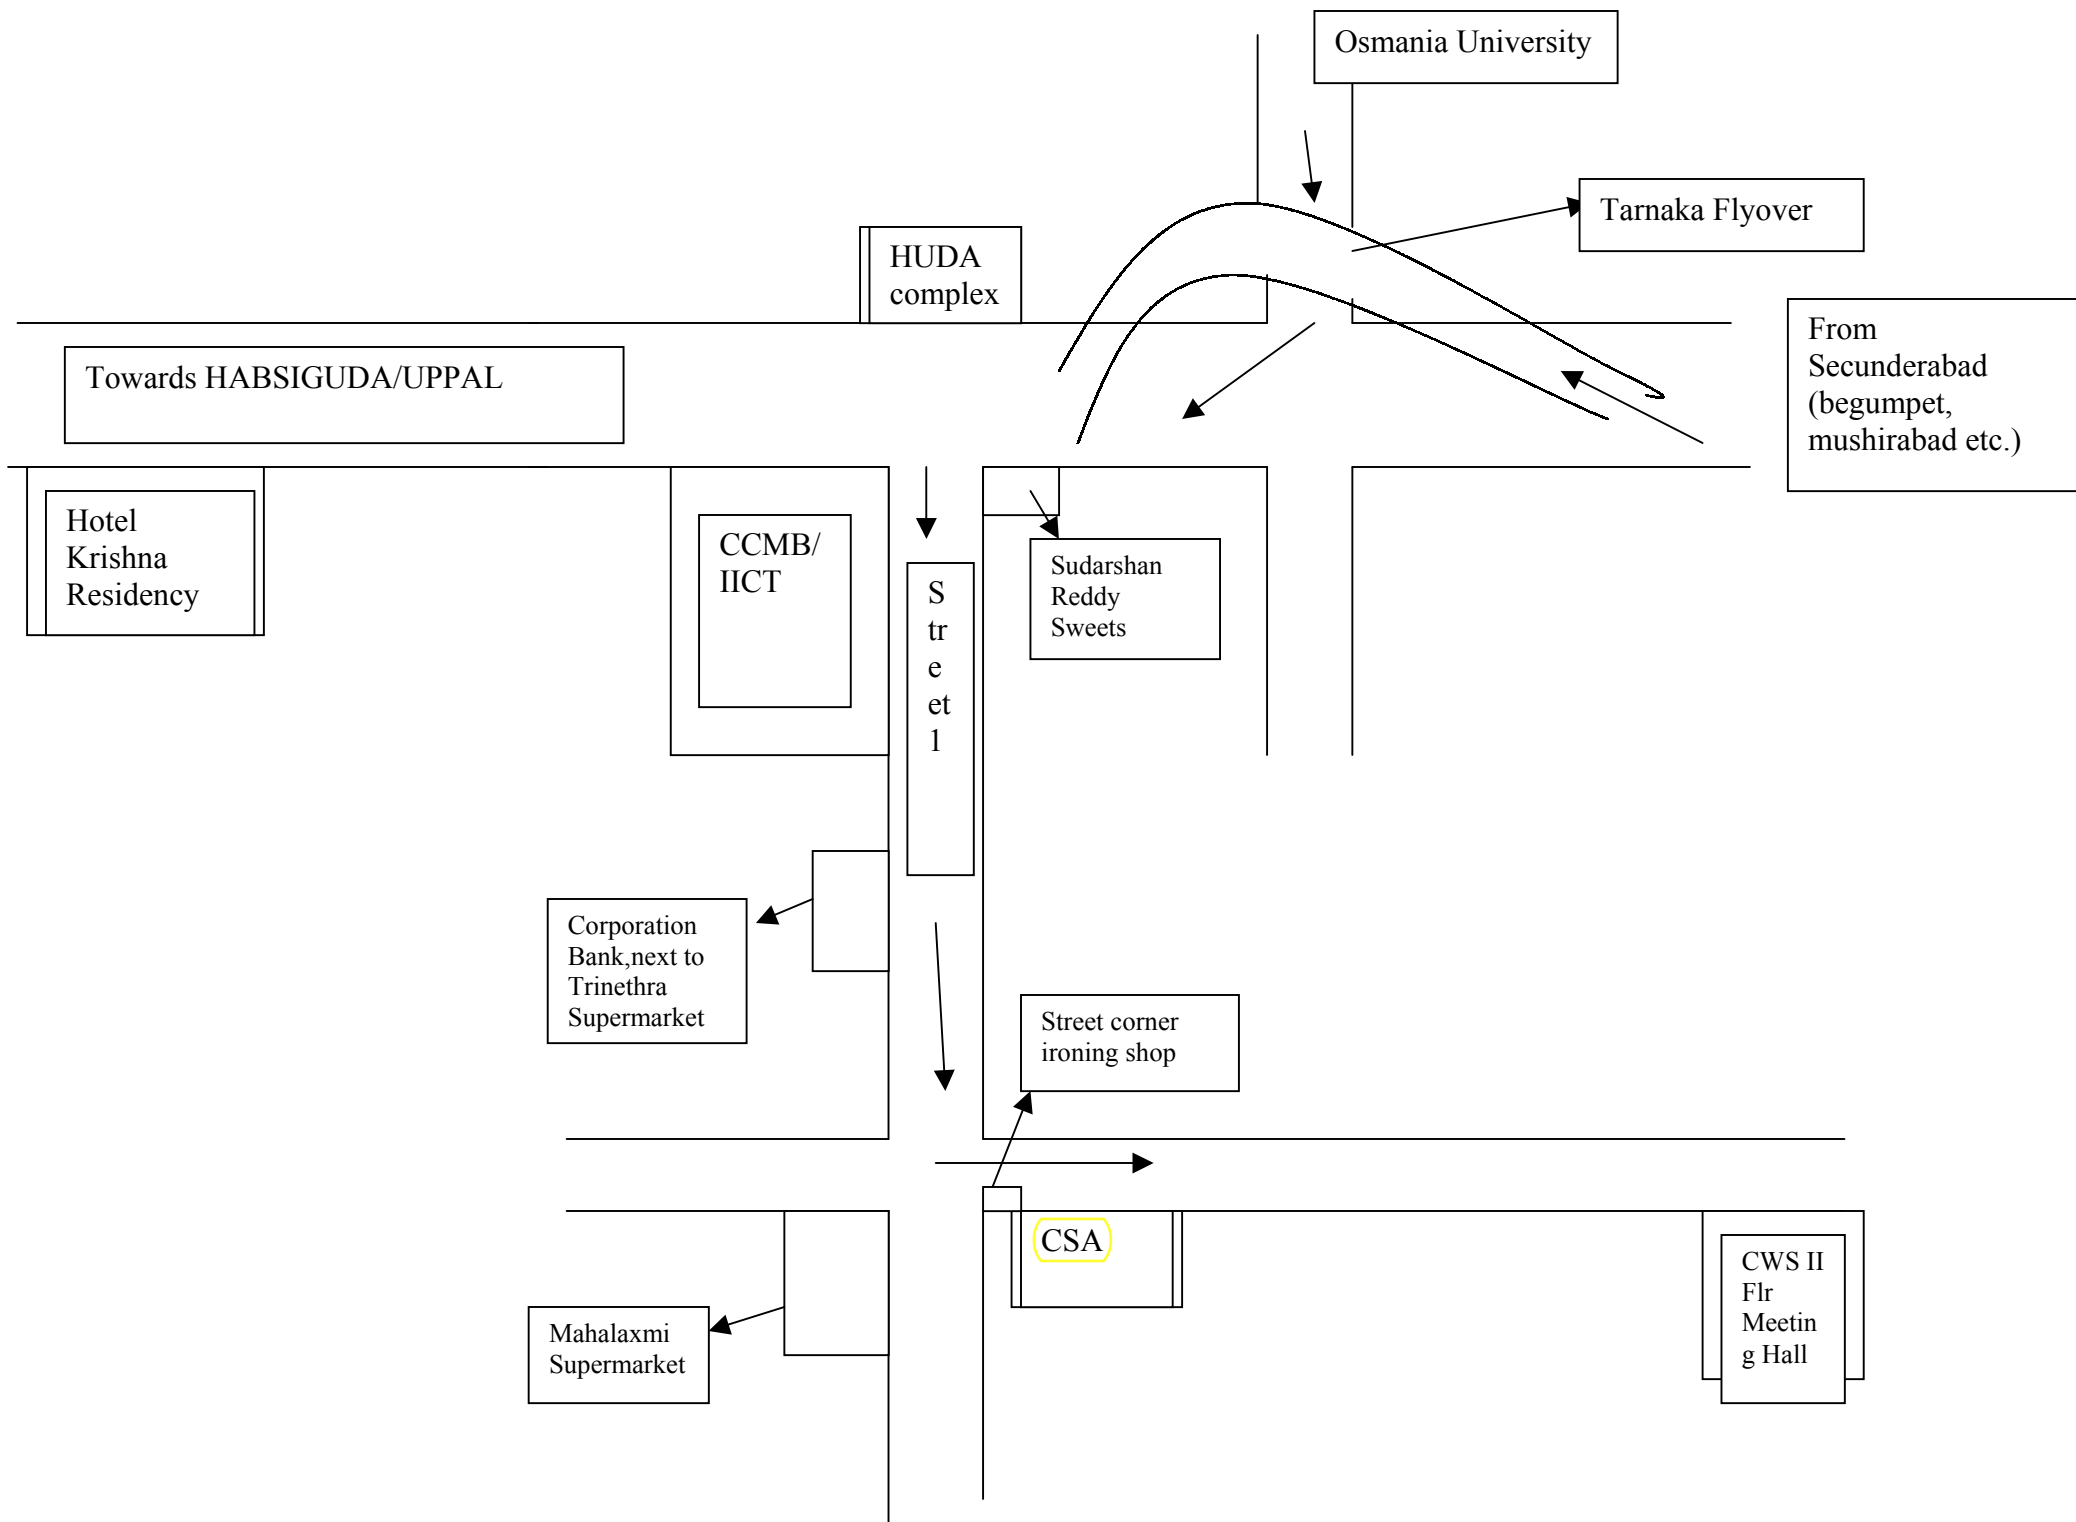 Osmania University
Tarnaka Flyover
HUDA
complex
From
Secunderabad
(begumpet,
mushirabad etc.)
Towards HABSIGUDA/UPPAL
Hotel
Krishna
Residency
CCMB/
IICT
S
tr
e
et
1
Sudarshan
Reddy
Sweets
Corporation
Bank,next to
Trinethra
Supermarket
Street corner
ironing shop
CSA
CWS II
Flr
Meetin
g Hall
Mahalaxmi
Supermarket